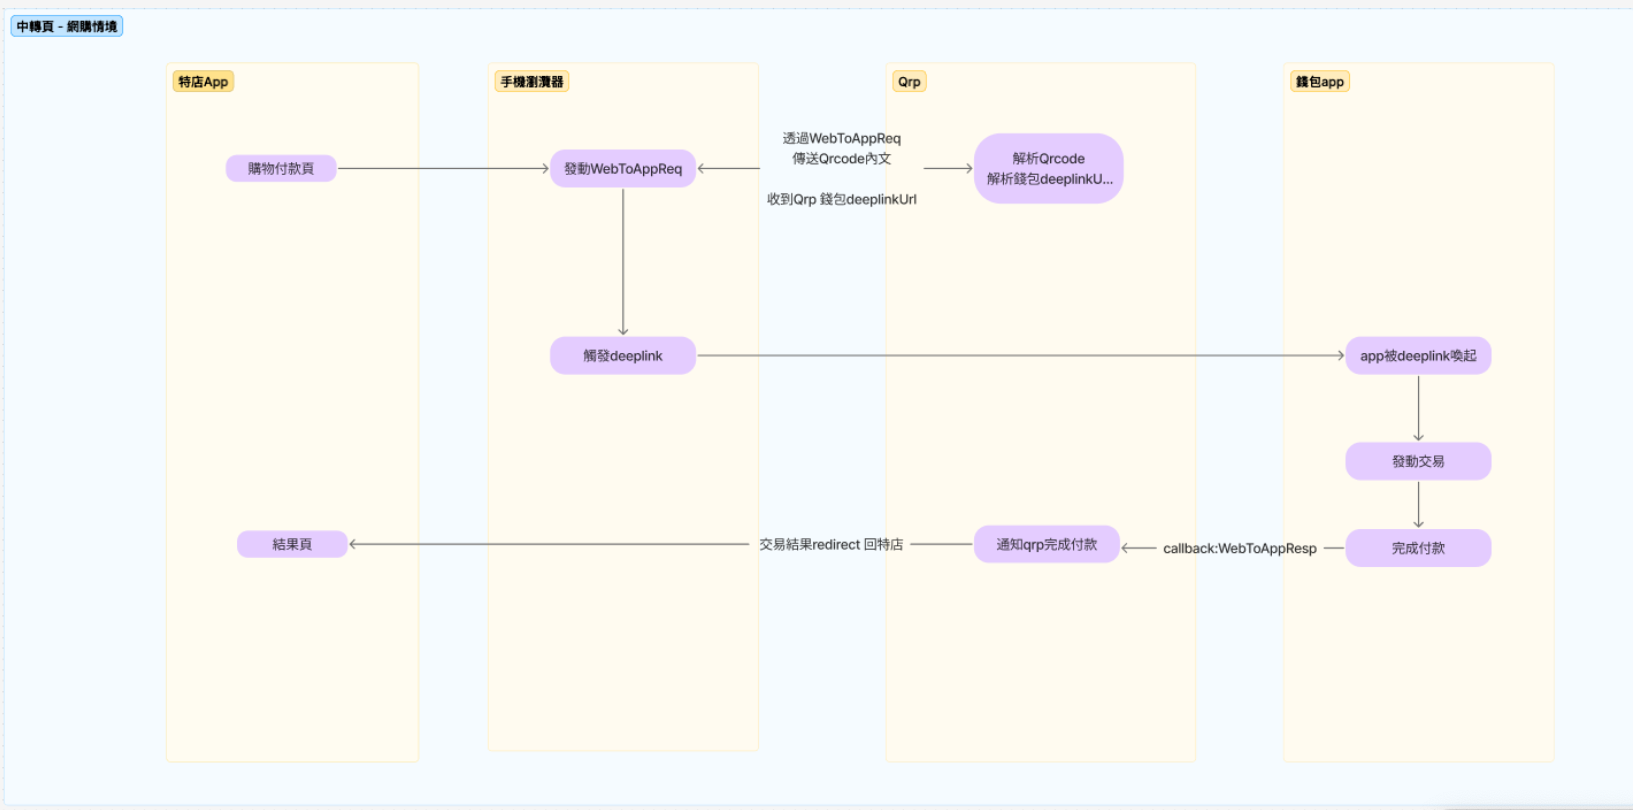 中轉頁 - 網購情境
特店App
手機瀏灠器
Qrp
錢包app
購物付款頁
發動WebToAppReq
透過WebToAppReq
傳送Qrcode內文
收到Qrp 錢包deeplinkUrl
解析Qrcode
解析錢包deeplinkU...
觸發deeplink
app被deeplink喚起
發動交易
結果頁
交易結果redirect 回特店
通知qrp完成付款
callback:WebToAppResp
完成付款